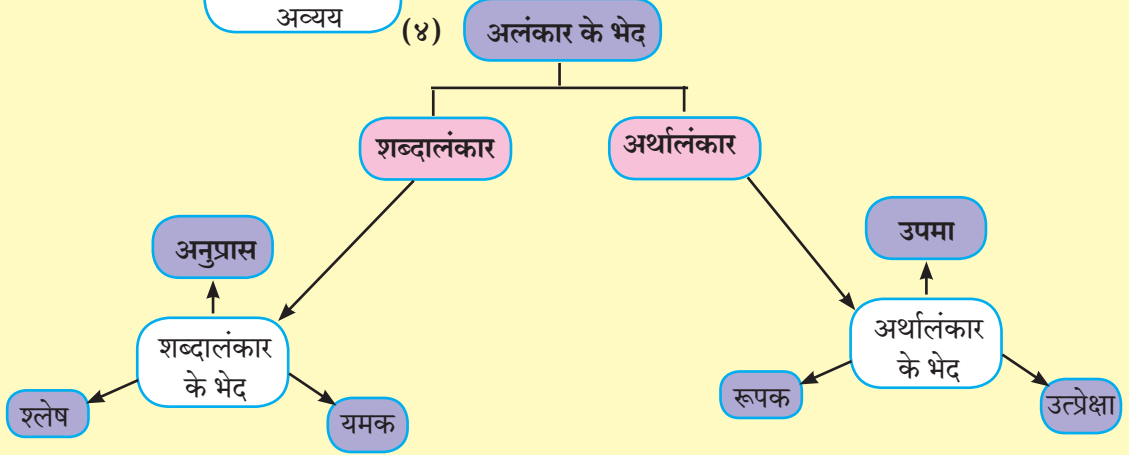 अव्यय
(४)
अलंकार के भेद
शब्दालंकार
अर्थालंकार
अनुप्रास
शब्दालंकार
के भेद
श्लेष
यमक
उपमा
अर्थालंकार
के भेद
रूपक
उत्प्रेक्षा